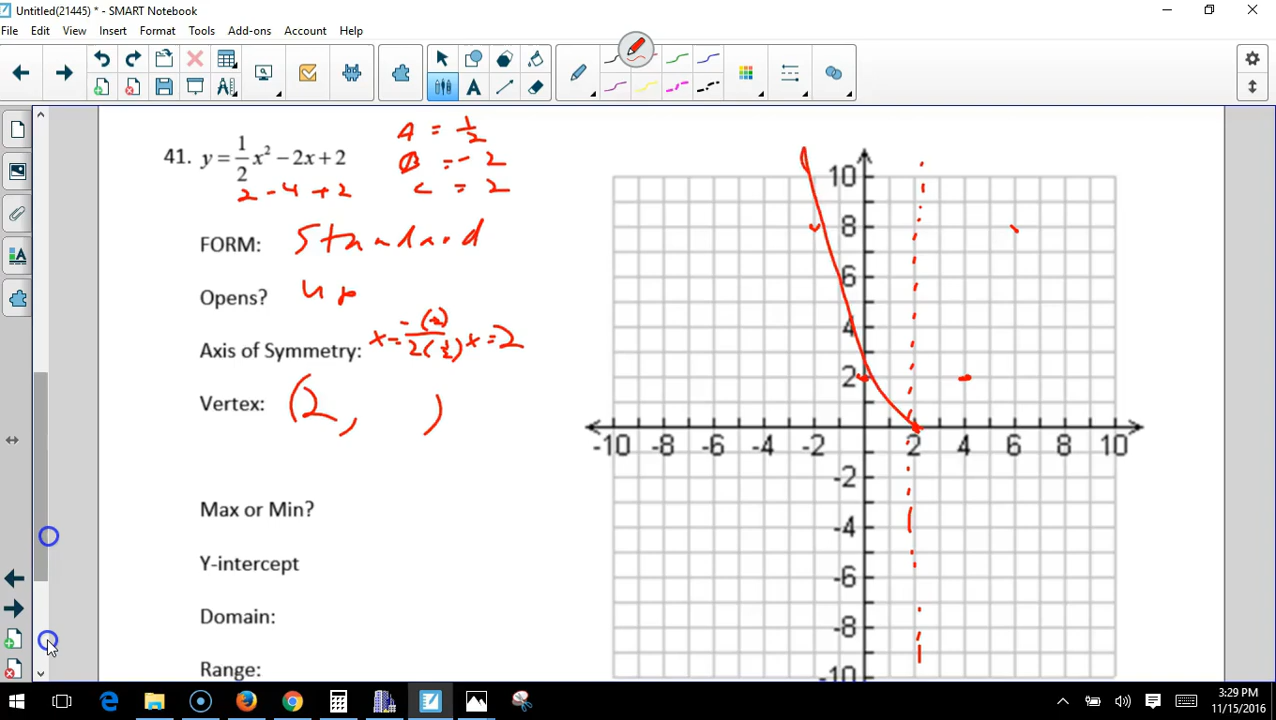 Untitled(21445) * - SMART Notebook
File Edit View Insert Format Tools Add-ons Account Help
41. y = 1/2 x² − 2x + 2
2 - 4 + 2
A = 1/2
B = - 2
C = 2
FORM: Standard
Opens? up
Axis of Symmetry: x = -(-2) / 2(1/2) x = 2
Vertex: (2, )
Max or Min?
Y-intercept
Domain:
Range:
10
8
6
4
2
-10 -8 -6 -4 -2 2 4 6 8 10
-2
-4
-6
-8
-10
3:29 PM
11/15/2016